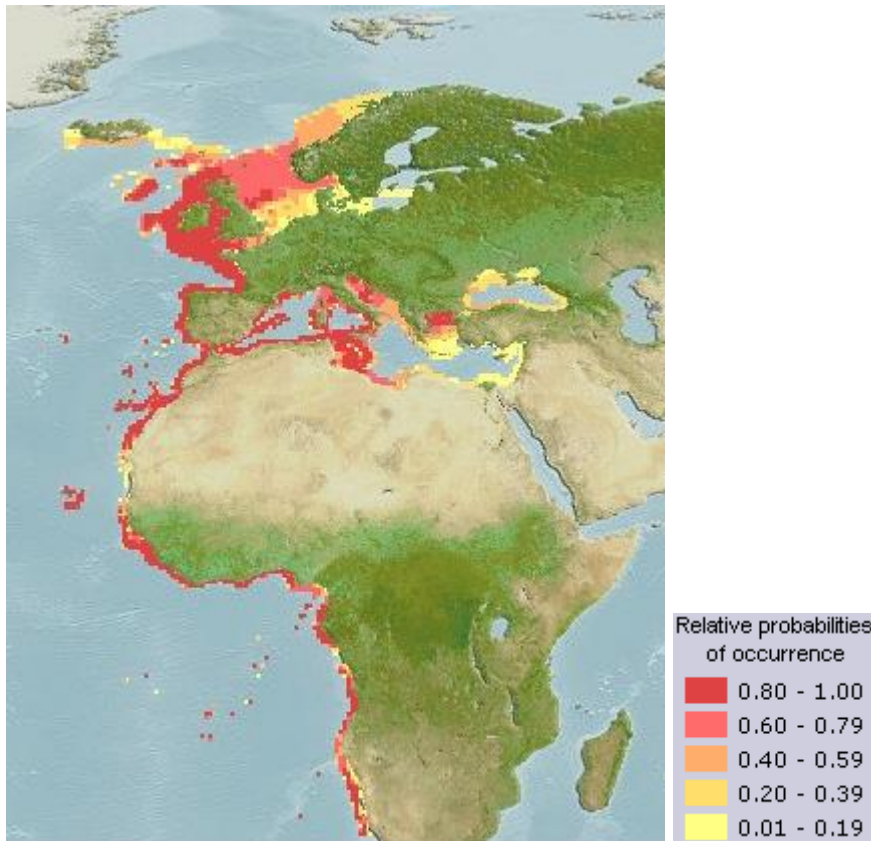 Relative probabilities
of occurrence
0.80 - 1.00
0.60 - 0.79
0.40 - 0.59
0.20 - 0.39
0.01 - 0.19